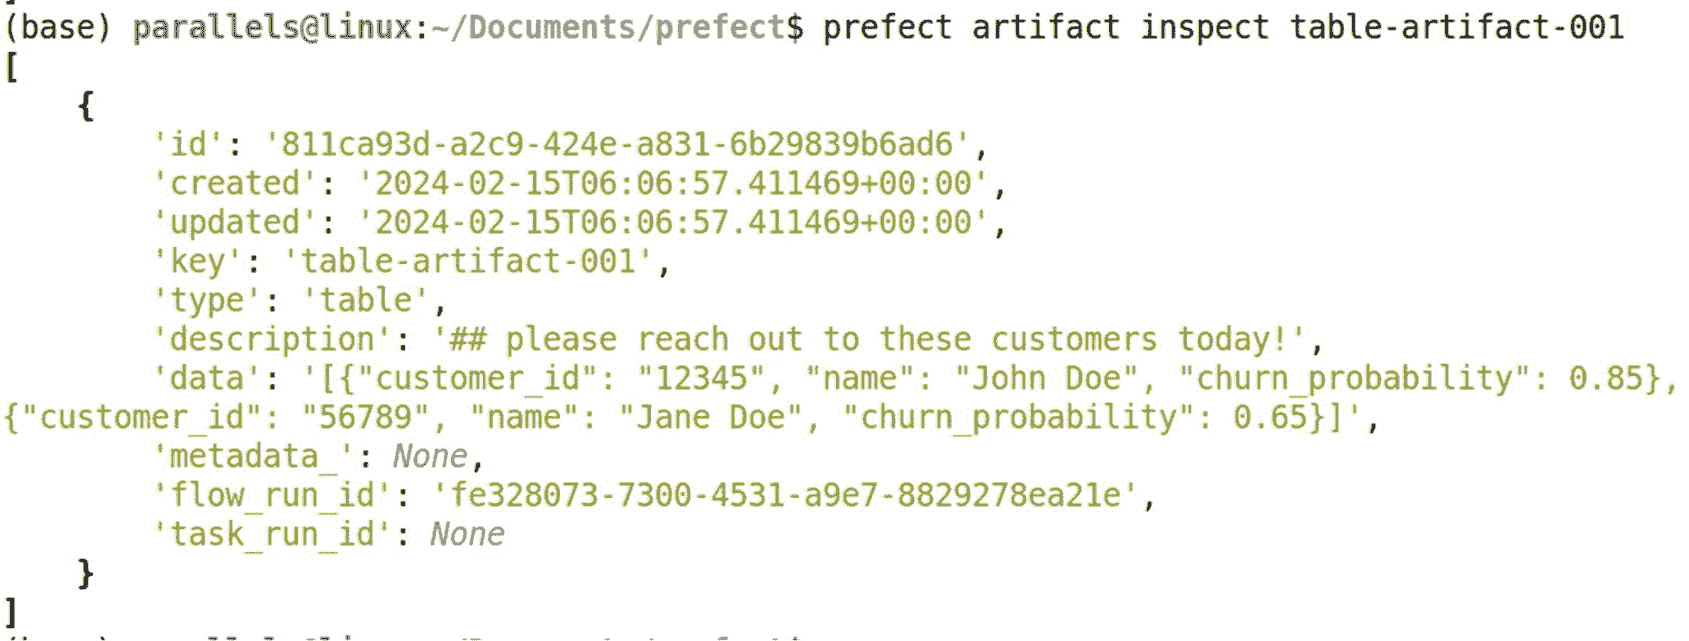 ]
(base) parallels@linux:~/Documents/prefect$ prefect artifact inspect table-artifact-001
[
    {
        'id': '811ca93d-a2c9-424e-a831-6b29839b6ad6',
        'created': '2024-02-15T06:06:57.411469+00:00',
        'updated': '2024-02-15T06:06:57.411469+00:00',
        'key': 'table-artifact-001',
        'type': 'table',
        'description': '## please reach out to these customers today!',
        'data': '[{"customer_id": "12345", "name": "John Doe", "churn_probability": 0.85},
{"customer_id": "56789", "name": "Jane Doe", "churn_probability": 0.65}]',
        'metadata_': None,
        'flow_run_id': 'fe328073-7300-4531-a9e7-8829278ea21e',
        'task_run_id': None
    }
]